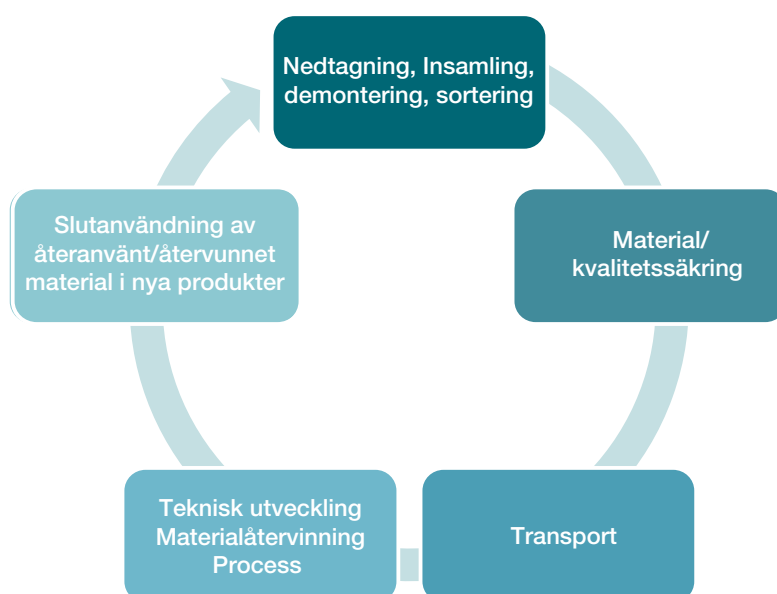 Nedtagning, Insamling,
demontering, sortering
Material/
kvalitetssäkring
Transport
Teknisk utveckling
Materialåtervinning
Process
Slutanvändning av
återanvänt/återvunnet
material i nya produkter